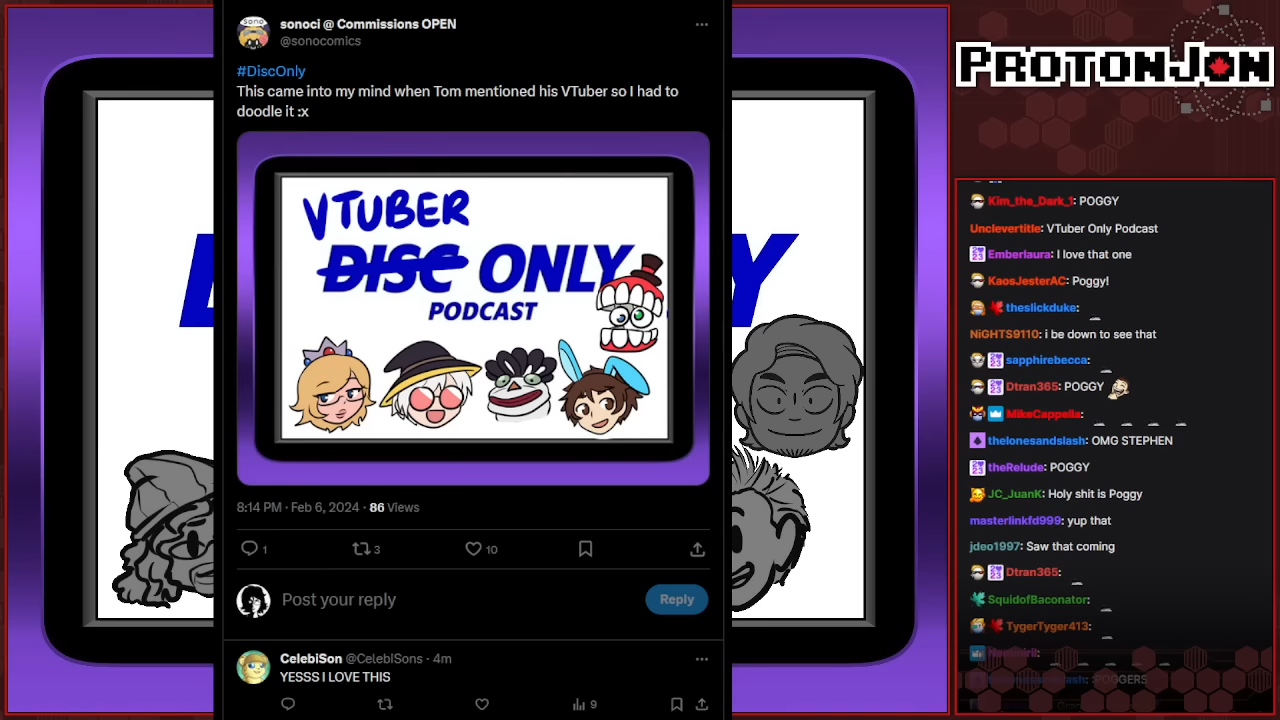 sonoci @ Commissions OPEN
@sonocomics
#DiscOnly
This came into my mind when Tom mentioned his VTuber so I had to
doodle it :x
VTUBER
DISC ONLY
PODCAST
8:14 PM · Feb 6, 2024 · 86 Views
1
3
10
Post your reply
Reply
CelebiSon @CelebISons · 4m
YESSS I LOVE THIS
9
PROTONJON
Kim_the_Dark_1: POGGY
Unclevertitle: VTuber Only Podcast
Emberlaura: I love that one
KaosJesterAC: Poggy!
theslickduke:
NiGHTS9110: i be down to see that
sapphirebecca:
Dtran365: POGGY
MikeCappella:
thelonesandslash: OMG STEPHEN
theRelude: POGGY
JC_JuanK: Holy shit is Poggy
masterlinkfd999: yup that
jdeo1997: Saw that coming
Dtran365:
SquidofBaconator:
TygerTyger413:
: POGGERS